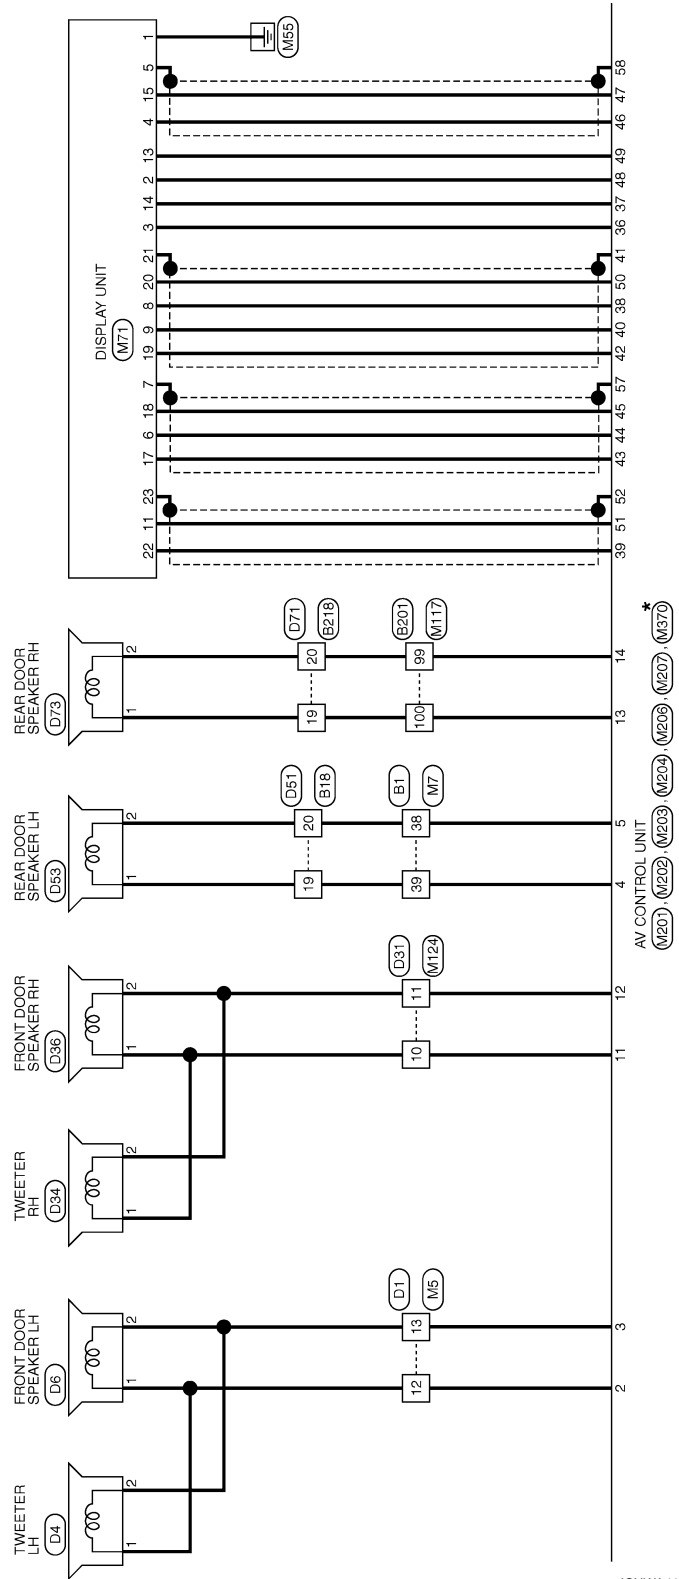 TWEETER
LH
D4
1
2
FRONT DOOR
SPEAKER LH
D6
1
2
TWEETER
RH
D34
1
2
FRONT DOOR
SPEAKER RH
D36
1
2
REAR DOOR
SPEAKER LH
D53
1
2
REAR DOOR
SPEAKER RH
D73
1
2
DISPLAY UNIT
M71
22 11 23 17 6 18 7 19 9 8 20 21 3 14 2 13 4 15 5 1
M55
D51
19 20
B18
D71
19 20
B218
D1
12 13
M5
D31
10 11
M124
B1
39 38
M7
B201
100 99
M117
2 3 11 12 4 5 13 14 39 51 52 43 44 45 57 42 40 38 50 41 36 37 48 49 46 47 58
AV CONTROL UNIT
M201 , M202 , M203 , M204 , M206 , M207 , M370 *